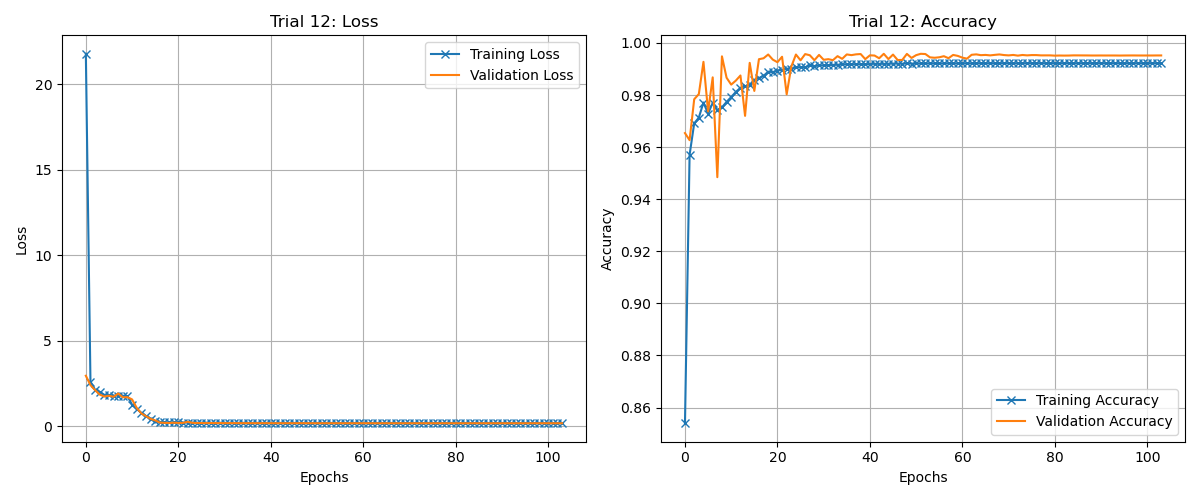 Trial 12: Loss
Training Loss
Validation Loss
20
15
10
5
0
Loss
0 20 40 60 80 100
Epochs
Trial 12: Accuracy
1.00
0.98
0.96
0.94
0.92
0.90
0.88
0.86
Accuracy
Training Accuracy
Validation Accuracy
0 20 40 60 80 100
Epochs